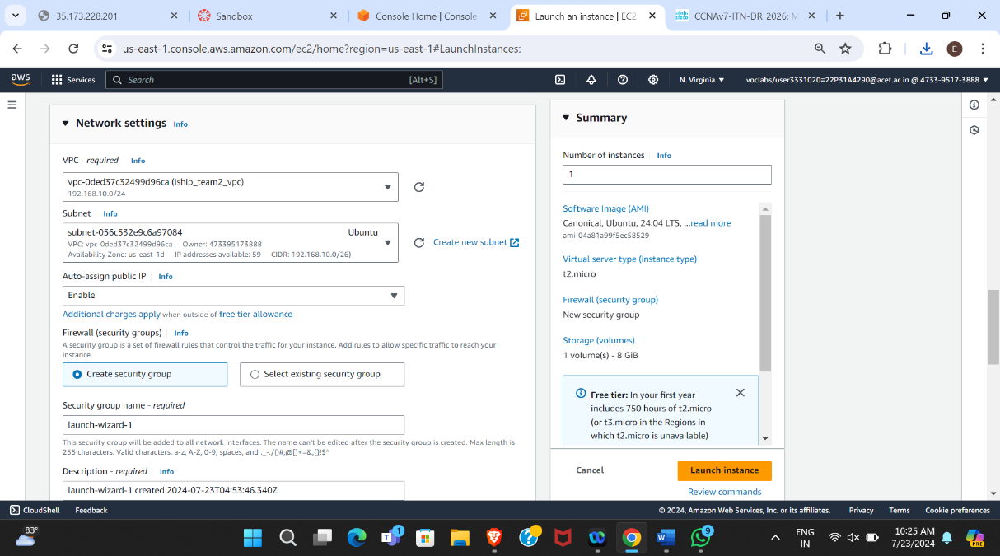 35.173.228.201
Sandbox
Console Home | Console
Launch an instance | EC2
CCNAv7-ITN-DR_2026: M
us-east-1.console.aws.amazon.com/ec2/home?region=us-east-1#LaunchInstances:
E
aws
Services
Search
[Alt+S]
N. Virginia
voclabs/user3331020=22P31A4290@acet.ac.in @ 4733-9517-3888
Network settings Info
VPC - required Info
vpc-0ded37c32499d96ca (Iship_team2_vpc)
192.168.10.0/24
Subnet Info
subnet-056c532e9c6a97084 Ubuntu
VPC: vpc-0ded37c32499d96ca Owner: 473395173888
Availability Zone: us-east-1d IP addresses available: 59 CIDR: 192.168.10.0/26)
Create new subnet
Auto-assign public IP Info
Enable
Additional charges apply when outside of free tier allowance
Firewall (security groups) Info
A security group is a set of firewall rules that control the traffic for your instance. Add rules to allow specific traffic to reach your
instance.
Create security group
Select existing security group
Security group name - required
launch-wizard-1
This security group will be added to all network interfaces. The name can't be edited after the security group is created. Max length is
255 characters. Valid characters: a-z, A-Z, 0-9, spaces, and ._-:/()#,@[]+=&;{}!$*
Description - required Info
launch-wizard-1 created 2024-07-23T04:53:46.340Z
Summary
Number of instances Info
1
Software Image (AMI)
Canonical, Ubuntu, 24.04 LTS, ...read more
ami-04a81a99f5ec58529
Virtual server type (instance type)
t2.micro
Firewall (security group)
New security group
Storage (volumes)
1 volume(s) - 8 GiB
Free tier: In your first year
includes 750 hours of t2.micro
(or t3.micro in the Regions in
which t2.micro is unavailable)
Cancel
Launch instance
Review commands
CloudShell
Feedback
© 2024, Amazon Web Services, Inc. or its affiliates.
Privacy
Terms
Cookie preferences
83°
1
9
ENG
IN
10:25 AM
7/23/2024
PRE